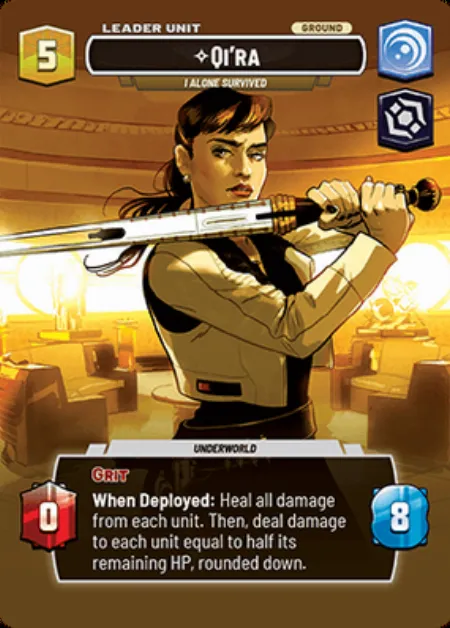 LEADER UNIT
GROUND
5
QI'RA
I ALONE SURVIVED
UNDERWORLD
GRIT
When Deployed: Heal all damage
from each unit. Then, deal damage
to each unit equal to half its
remaining HP, rounded down.
0
8